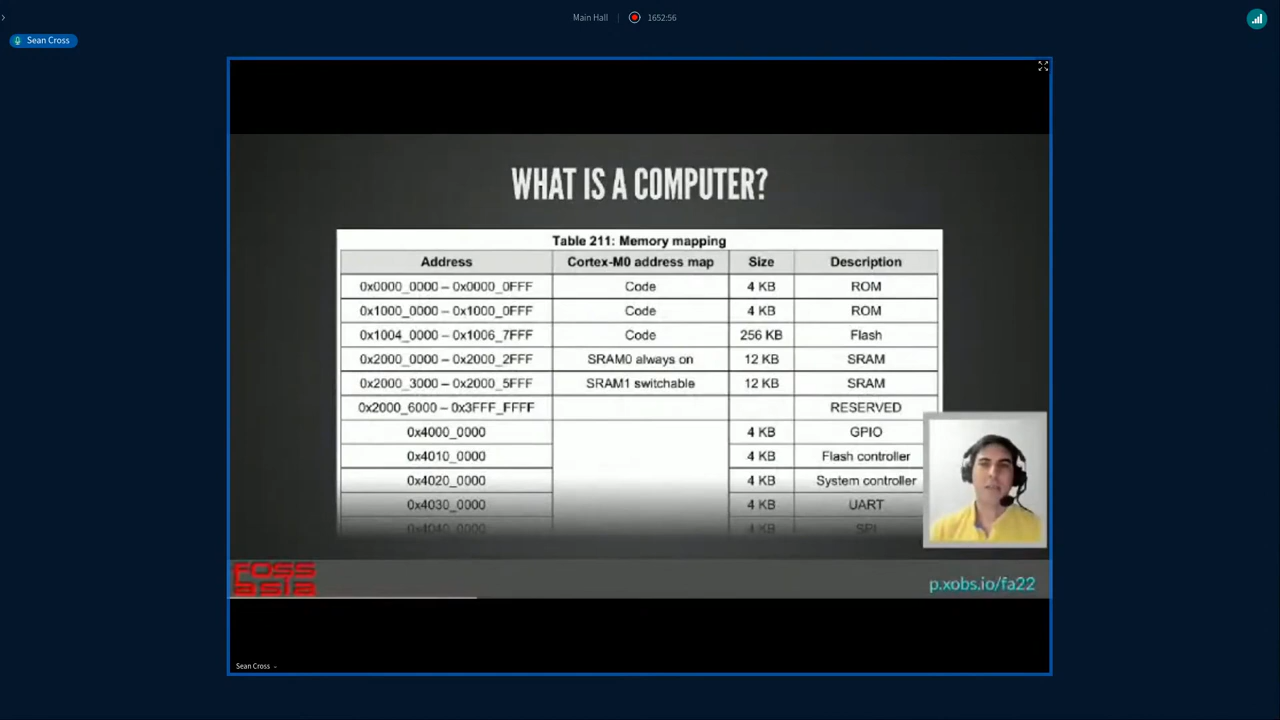 Main Hall
1652:56
Sean Cross
WHAT IS A COMPUTER?
Table 211: Memory mapping
Address Cortex-M0 address map Size Description
0x0000_0000 – 0x0000_0FFF Code 4 KB ROM
0x1000_0000 – 0x1000_0FFF Code 4 KB ROM
0x1004_0000 – 0x1006_7FFF Code 256 KB Flash
0x2000_0000 – 0x2000_2FFF SRAM0 always on 12 KB SRAM
0x2000_3000 – 0x2000_5FFF SRAM1 switchable 12 KB SRAM
0x2000_6000 – 0x3FFF_FFFF RESERVED
0x4000_0000 4 KB GPIO
0x4010_0000 4 KB Flash controller
0x4020_0000 4 KB System controller
0x4030_0000 4 KB UART
0x4040_0000 4 KB SPI
FOSS
asia
p.xobs.io/fa22
Sean Cross